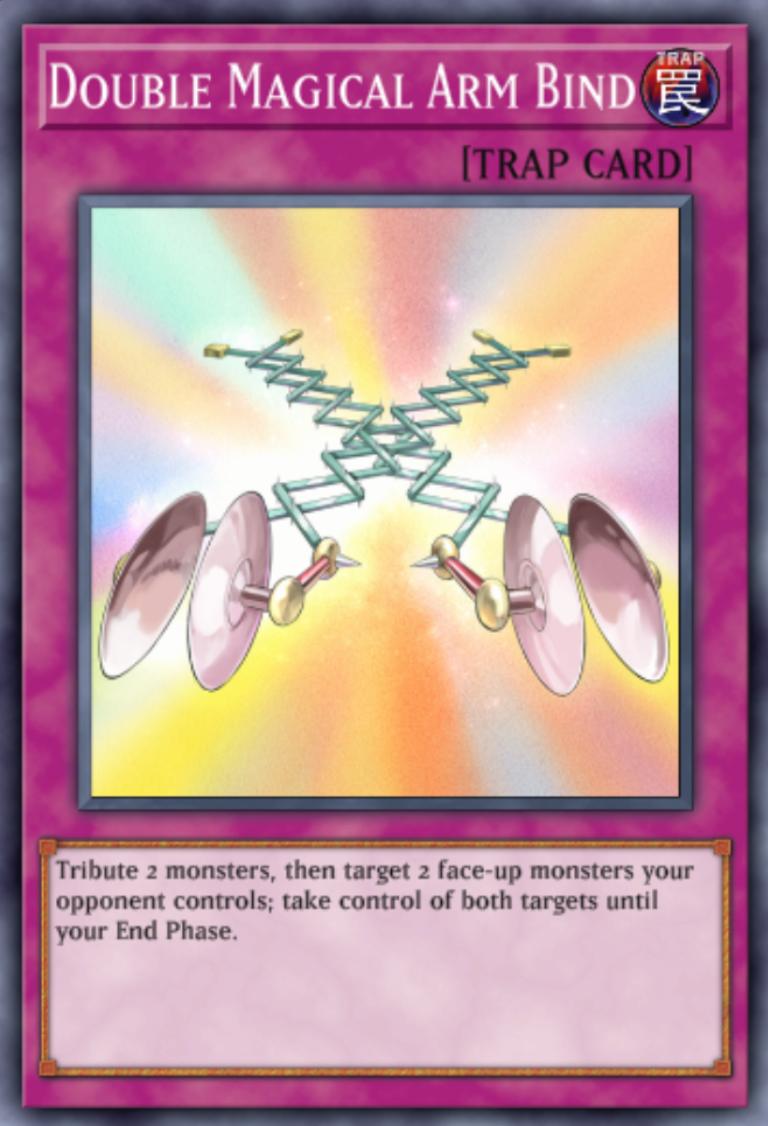 DOUBLE MAGICAL ARM BIND
TRAP
罠
[TRAP CARD]
Tribute 2 monsters, then target 2 face-up monsters your
opponent controls; take control of both targets until
your End Phase.